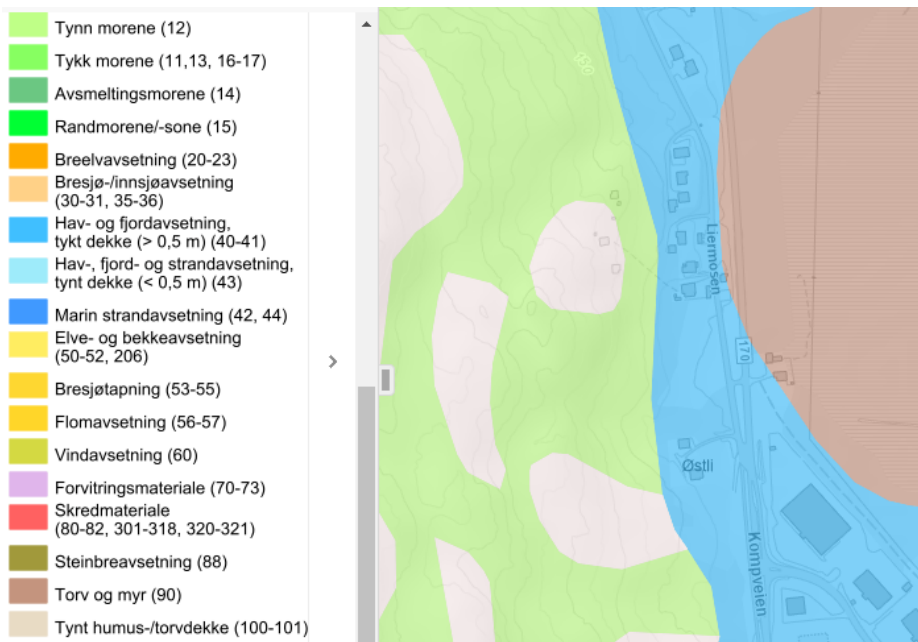 Tynn morene (12)
Tykk morene (11,13, 16-17)
Avsmeltingsmorene (14)
Randmorene/-sone (15)
Breelvavsetning (20-23)
Bresjø-/innsjøavsetning
(30-31, 35-36)
Hav- og fjordavsetning,
tykt dekke (> 0,5 m) (40-41)
Hav-, fjord- og strandavsetning,
tynt dekke (< 0,5 m) (43)
Marin strandavsetning (42, 44)
Elve- og bekkeavsetning
(50-52, 206)
Bresjøtapning (53-55)
Flomavsetning (56-57)
Vindavsetning (60)
Forvitringsmateriale (70-73)
Skredmateriale
(80-82, 301-318, 320-321)
Steinbreavsetning (88)
Torv og myr (90)
Tynt humus-/torvdekke (100-101)
130
Liermosen
170
Østli
Kompveien